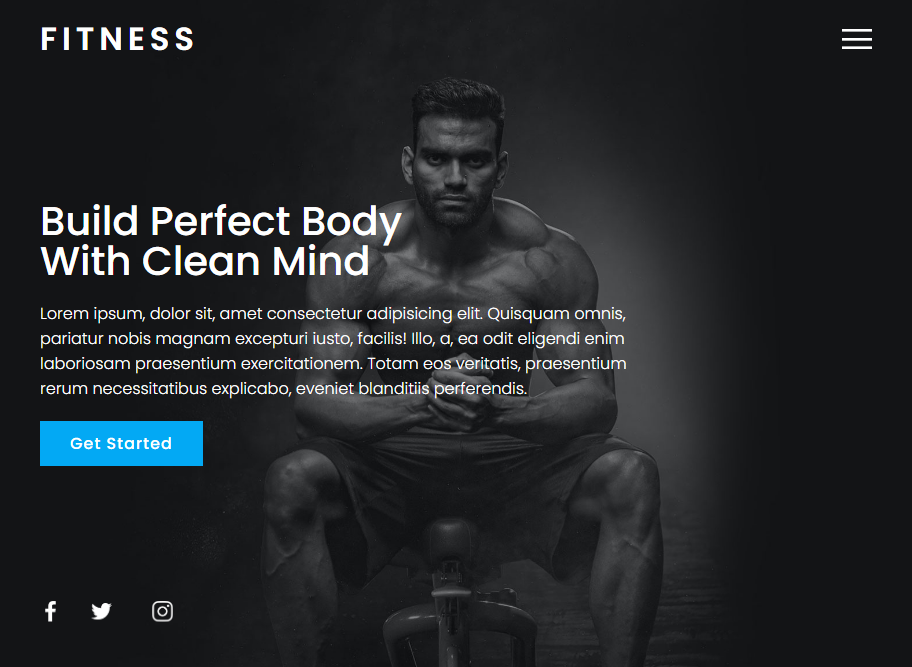 FITNESS
Build Perfect Body
With Clean Mind
Lorem ipsum, dolor sit, amet consectetur adipisicing elit. Quisquam omnis,
pariatur nobis magnam excepturi iusto, facilis! Illo, a, ea odit eligendi enim
laboriosam praesentium exercitationem. Totam eos veritatis, praesentium
rerum necessitatibus explicabo, eveniet blanditiis perferendis.
Get Started